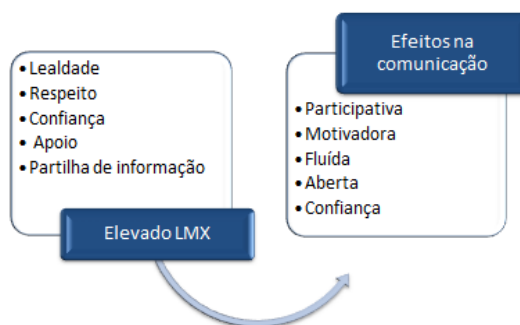 • Lealdade
• Respeito
• Confiança
• Apoio
• Partilha de informação
Elevado LMX
Efeitos na
comunicação
• Participativa
• Motivadora
• Fluída
• Aberta
• Confiança